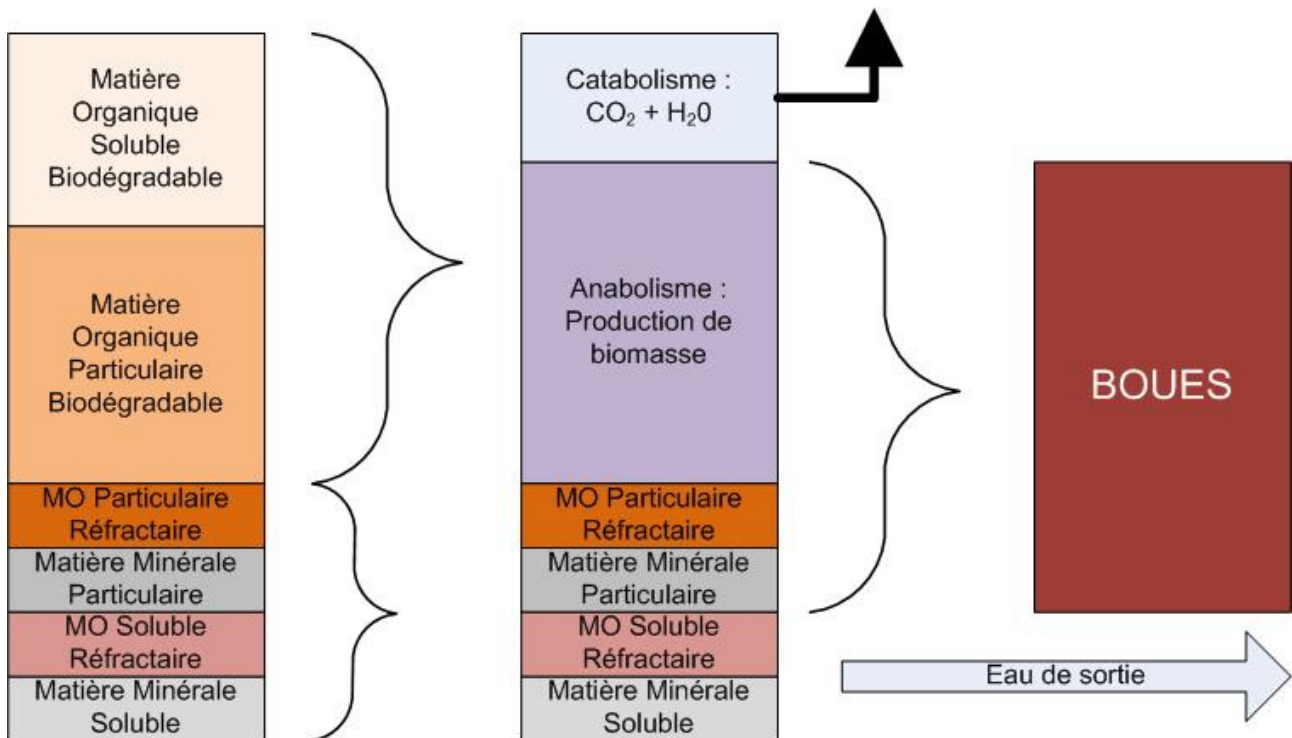 Matière
Organique
Soluble
Biodégradable
Matière
Organique
Particulaire
Biodégradable
MO Particulaire
Réfractaire
Matière Minérale
Particulaire
MO Soluble
Réfractaire
Matière Minérale
Soluble
Catabolisme :
CO₂ + H₂0
Anabolisme :
Production de
biomasse
MO Particulaire
Réfractaire
Matière Minérale
Particulaire
MO Soluble
Réfractaire
Matière Minérale
Soluble
BOUES
Eau de sortie